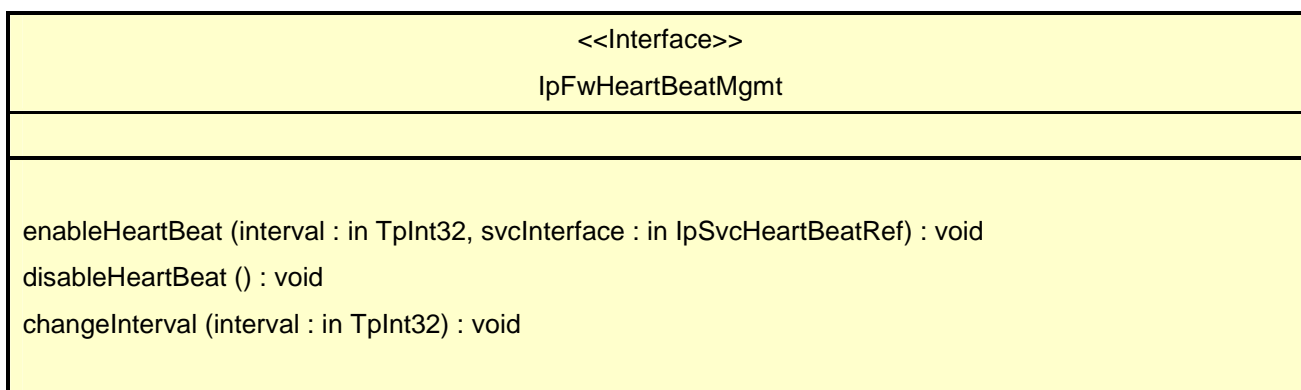 <<Interface>>
IpFwHeartBeatMgmt
enableHeartBeat (interval : in TpInt32, svcInterface : in IpSvcHeartBeatRef) : void
disableHeartBeat () : void
changeInterval (interval : in TpInt32) : void